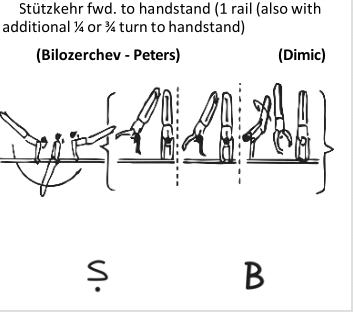 Stützkehr fwd. to handstand (1 rail (also with
additional ¼ or ¾ turn to handstand)
(Bilozerchev - Peters) (Dimic)
Ṣ B